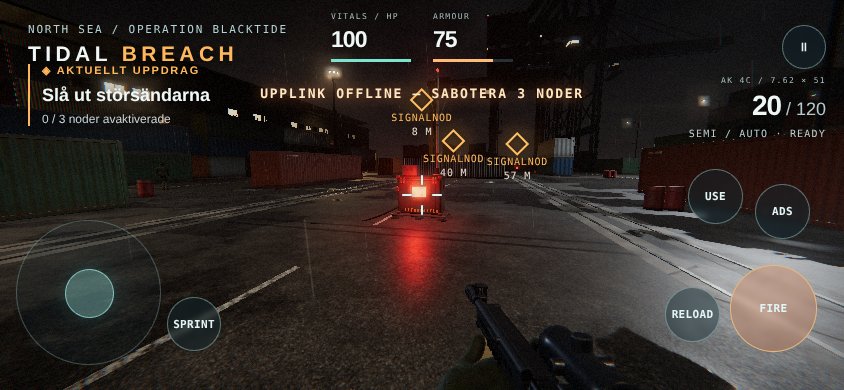 NORTH SEA / OPERATION BLACKTIDE
TIDAL BREACH
◈ AKTUELLT UPPDRAG
Slå ut störsändarna
0 / 3 noder avaktiverade
VITALS / HP
100
ARMOUR
75
UPPLINK OFFLINE — SABOTERA 3 NODER
SIGNALNOD
8 M
SIGNALNOD
40 M
SIGNALNOD
57 M
II
AK 4C / 7.62 × 51
20 / 120
SEMI / AUTO · READY
USE
ADS
SPRINT
RELOAD
FIRE